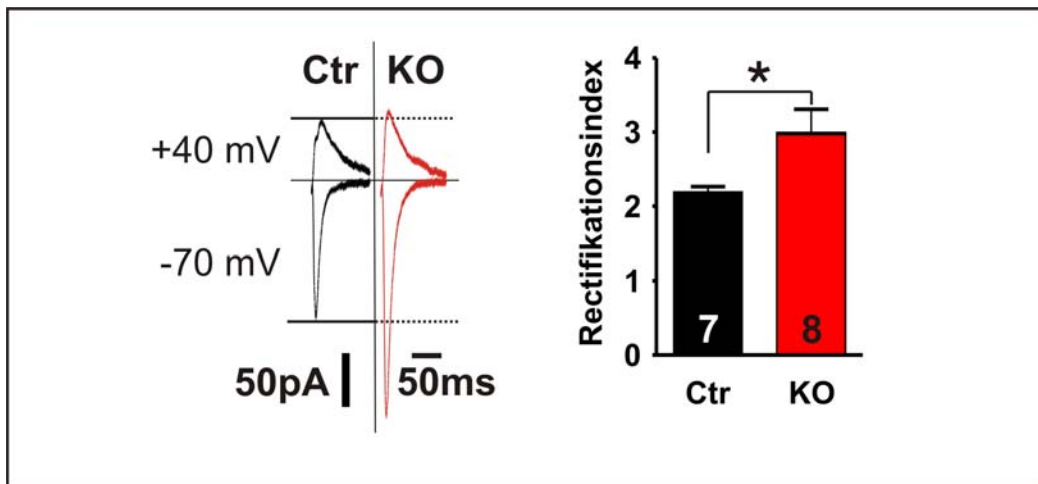 Ctr KO
+40 mV
-70 mV
50pA 50ms
Rectifikationsindex
4
3
2
1
0
*
7 8
Ctr KO